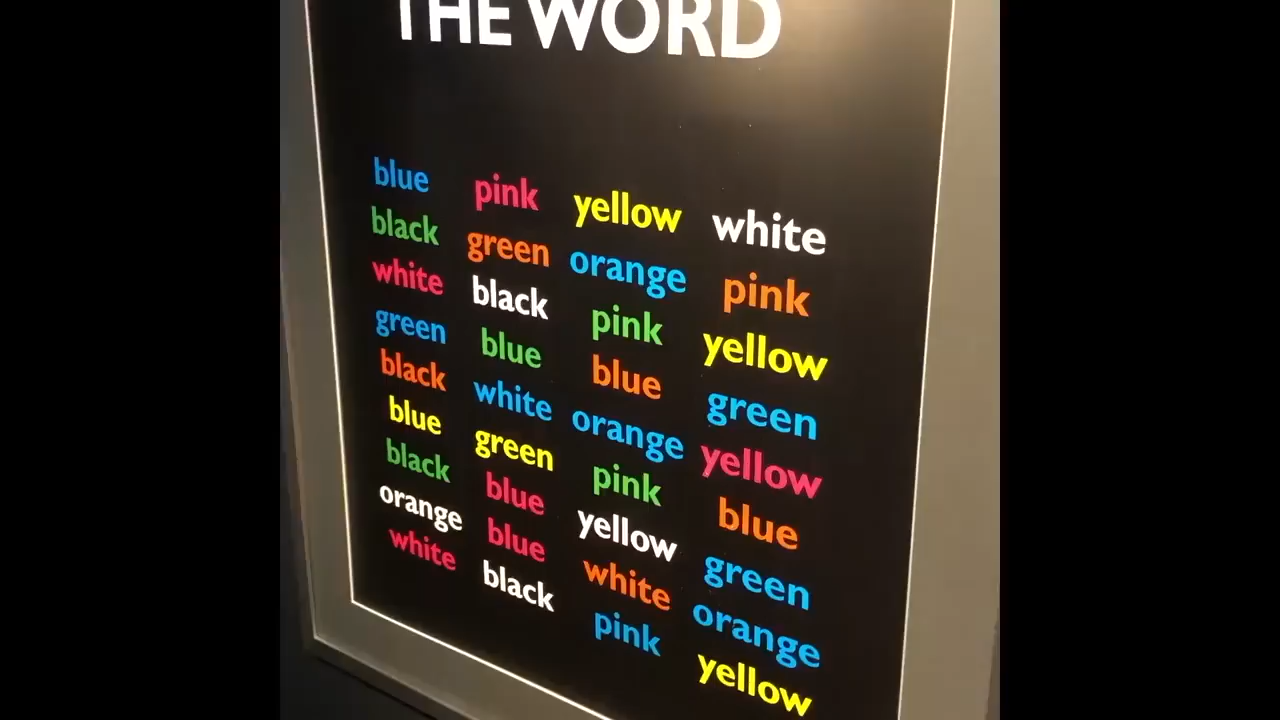 THE WORD
blue pink yellow white
black green orange pink
white black pink yellow
green blue blue green
black white orange yellow
blue green pink blue
black blue yellow green
orange blue white orange
white black pink yellow